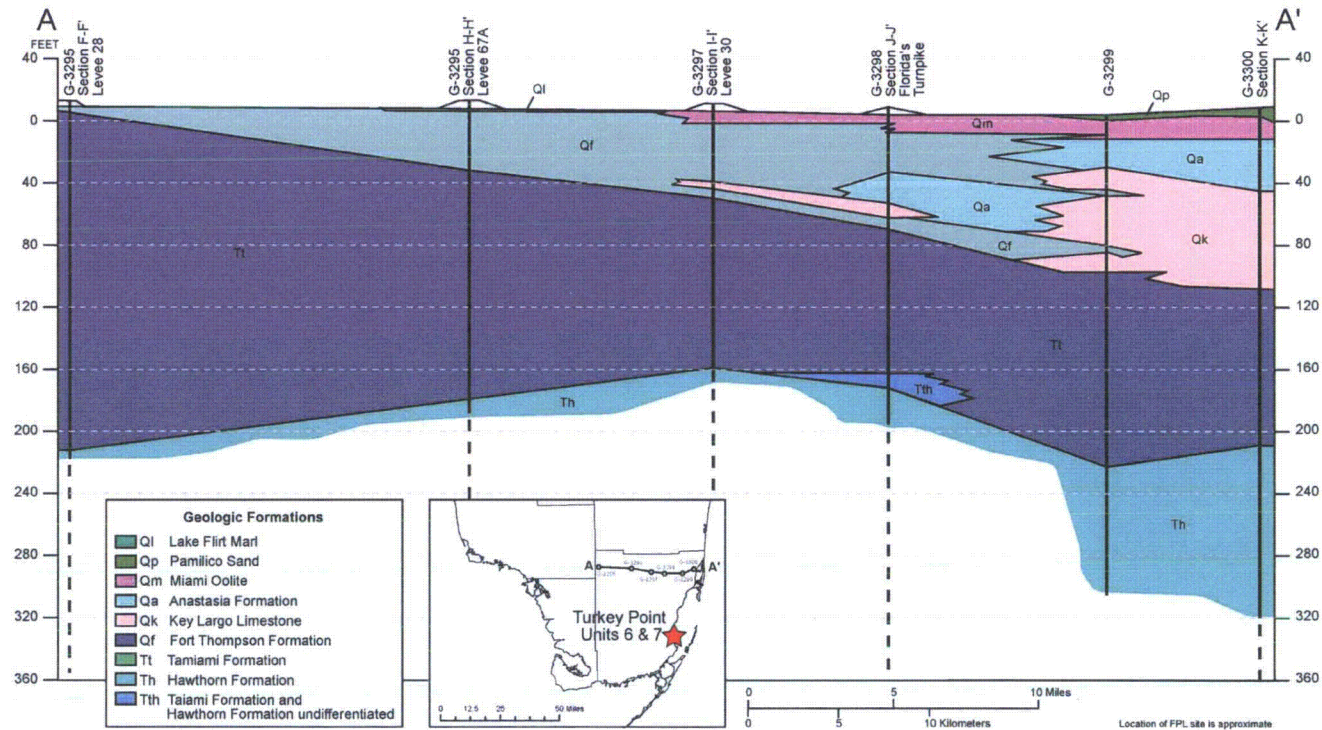 A
A'
FEET
G-3295
Section F-F'
Levee 28
G-3295
Section H-H'
Levee 67A
G-3297
Section I-I'
Levee 30
G-3298
Section J-J'
Florida's
Turnpike
G-3299
G-3300
Section K-K'
40
0
40
80
120
160
200
240
280
320
360
40
0
40
80
120
160
200
240
280
320
360
Ql
Qp
Qm
Qf
Qa
Qa
Qk
Qf
Tt
Tt
Tth
Th
Th
Geologic Formations
Ql Lake Flirt Marl
Qp Pamilico Sand
Qm Miami Oolite
Qa Anastasia Formation
Qk Key Largo Limestone
Qf Fort Thompson Formation
Tt Tamiami Formation
Th Hawthorn Formation
Tth Taiami Formation and
Hawthorn Formation undifferentiated
A
A'
Turkey Point
Units 6 & 7
0 12.5 25 50 Miles
0 5 10 Miles
0 5 10 Kilometers
Location of FPL site is approximate